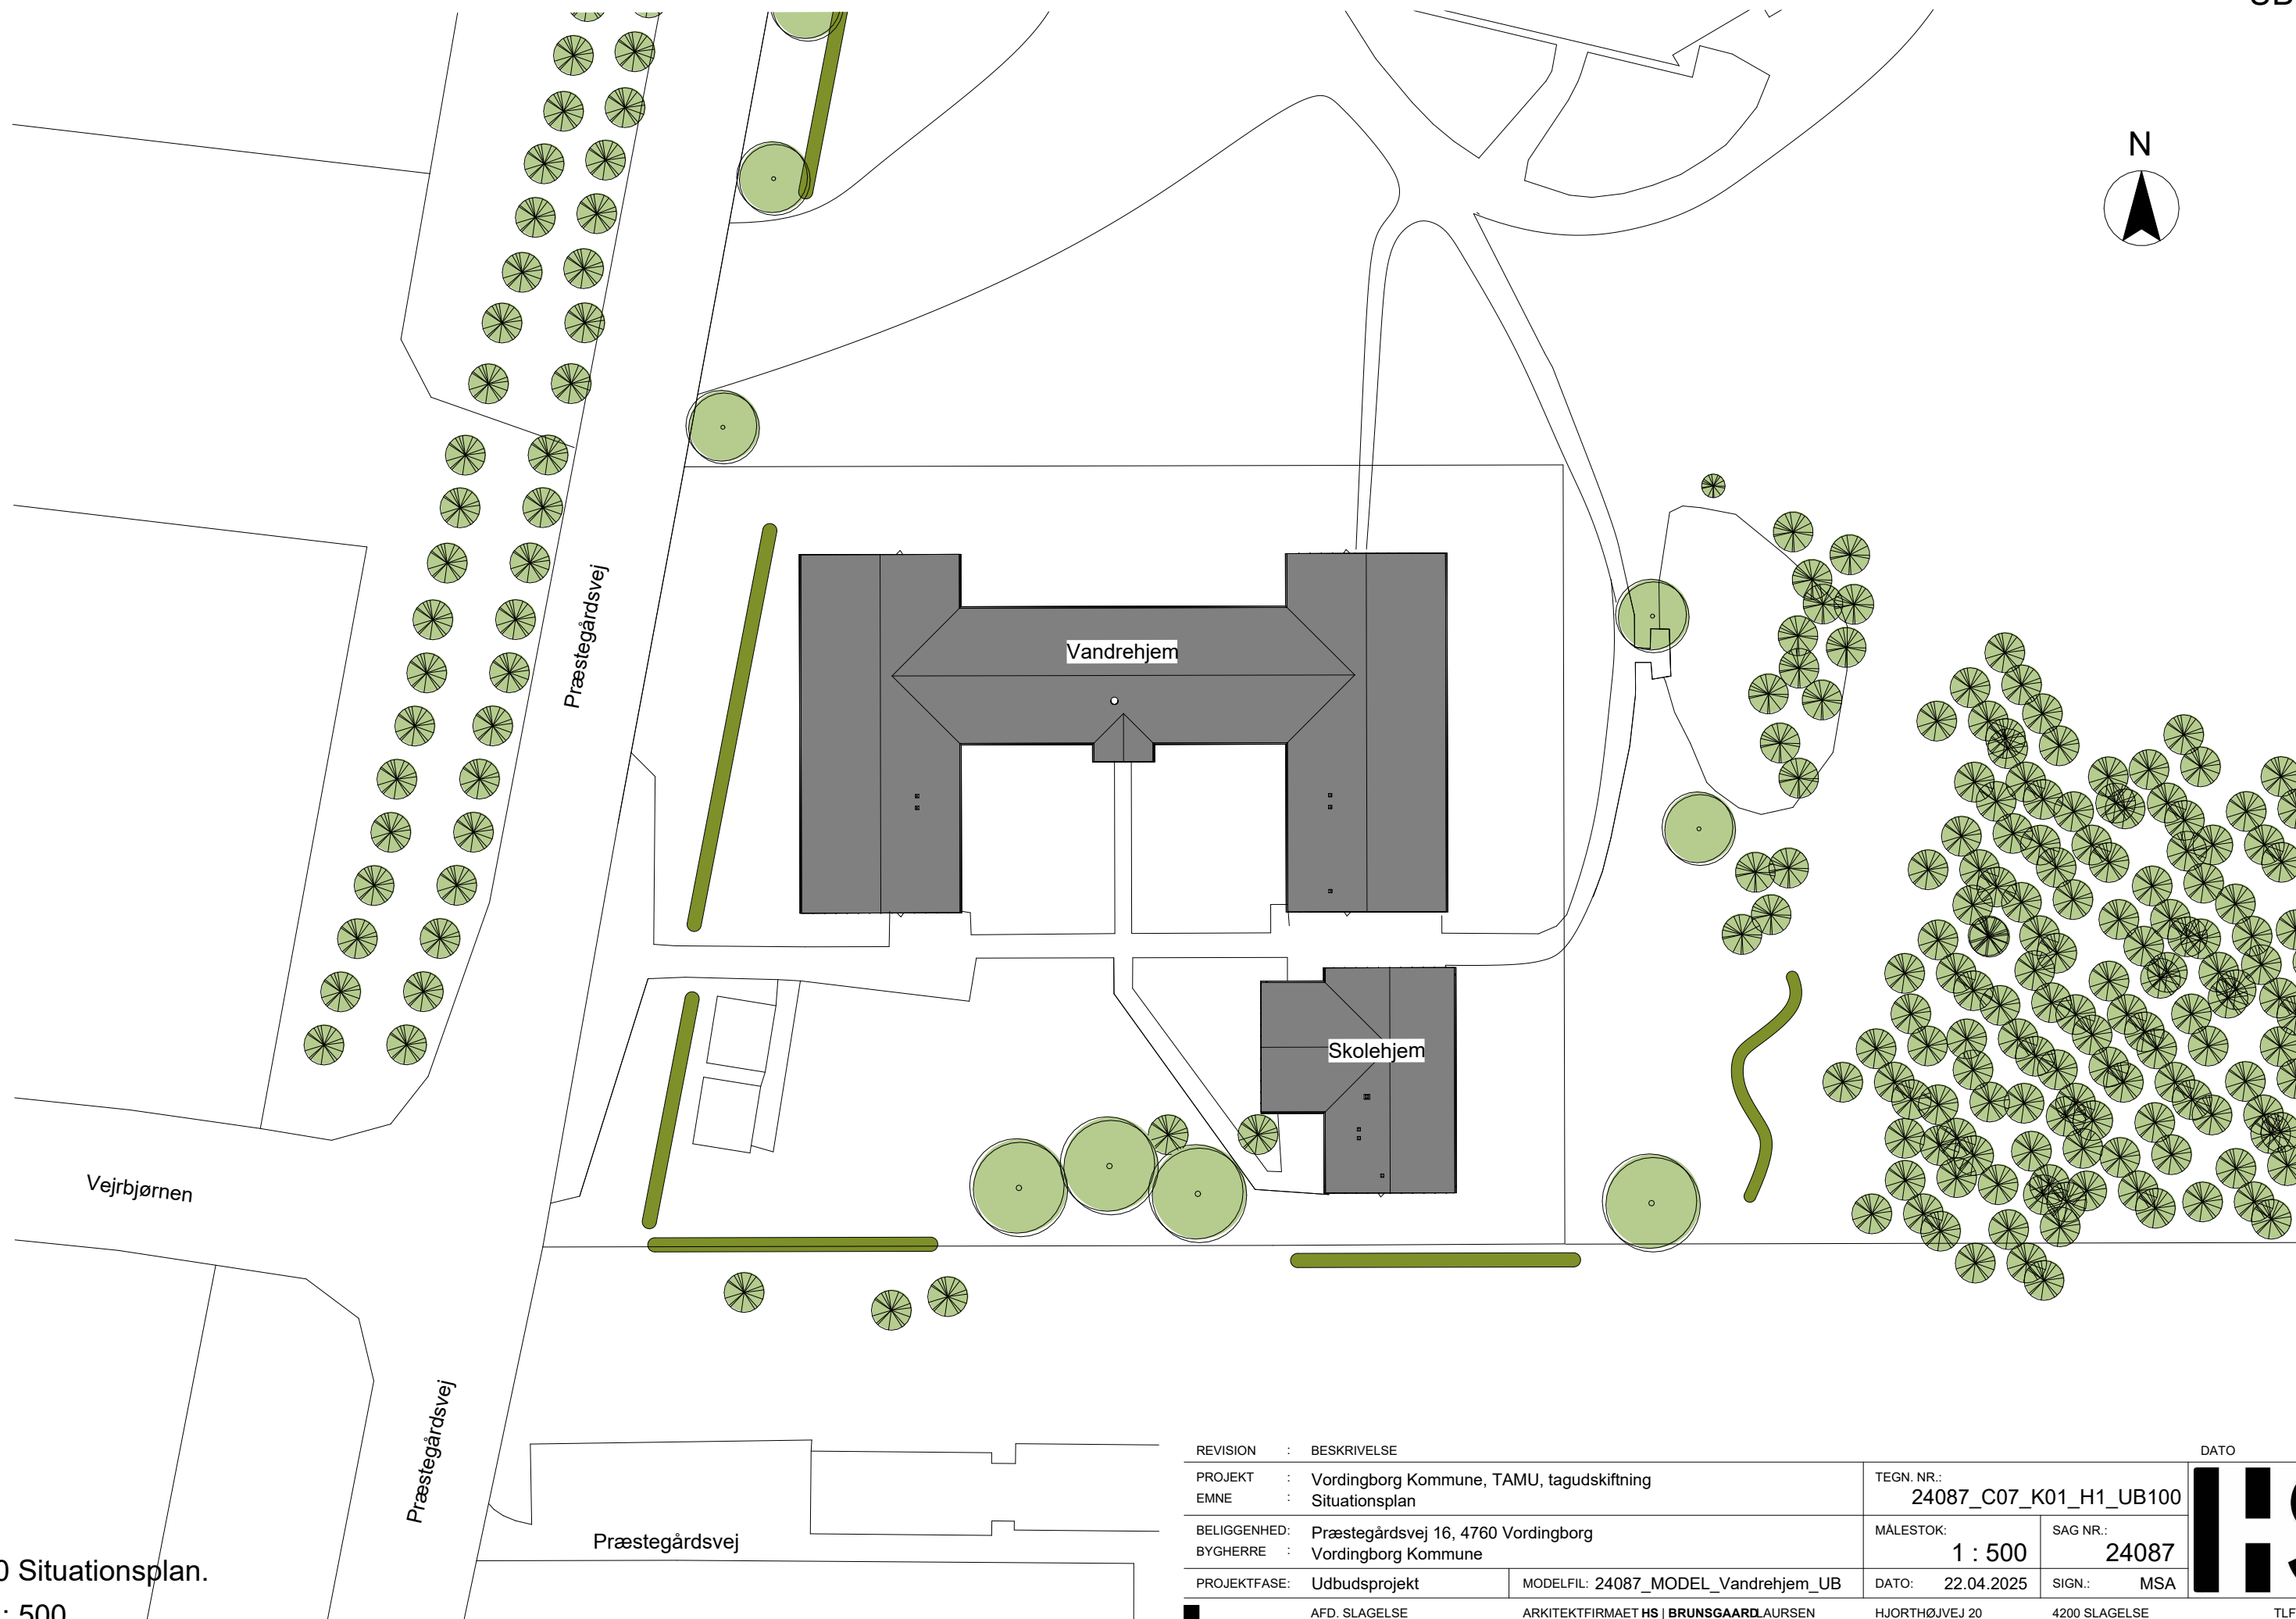 N
Præstegårdsvej
Vandrehjem
Skolehjem
Vejrbjørnen
Præstegårdsvej
Præstegårdsvej
0 Situationsplan.
: 500
REVISION : BESKRIVELSE DATO
PROJEKT : Vordingborg Kommune, TAMU, tagudskiftning
EMNE : Situationsplan
TEGN. NR.:
24087_C07_K01_H1_UB100
BELIGGENHED: Præstegårdsvej 16, 4760 Vordingborg
BYGHERRE : Vordingborg Kommune
MÅLESTOK:
1 : 500
SAG NR.:
24087
PROJEKTFASE: Udbudsprojekt
MODELFIL: 24087_MODEL_Vandrehjem_UB
DATO: 22.04.2025
SIGN.: MSA
AFD. SLAGELSE
ARKITEKTFIRMAET HS | BRUNSGAARDLAURSEN
HJORTHØJVEJ 20
4200 SLAGELSE